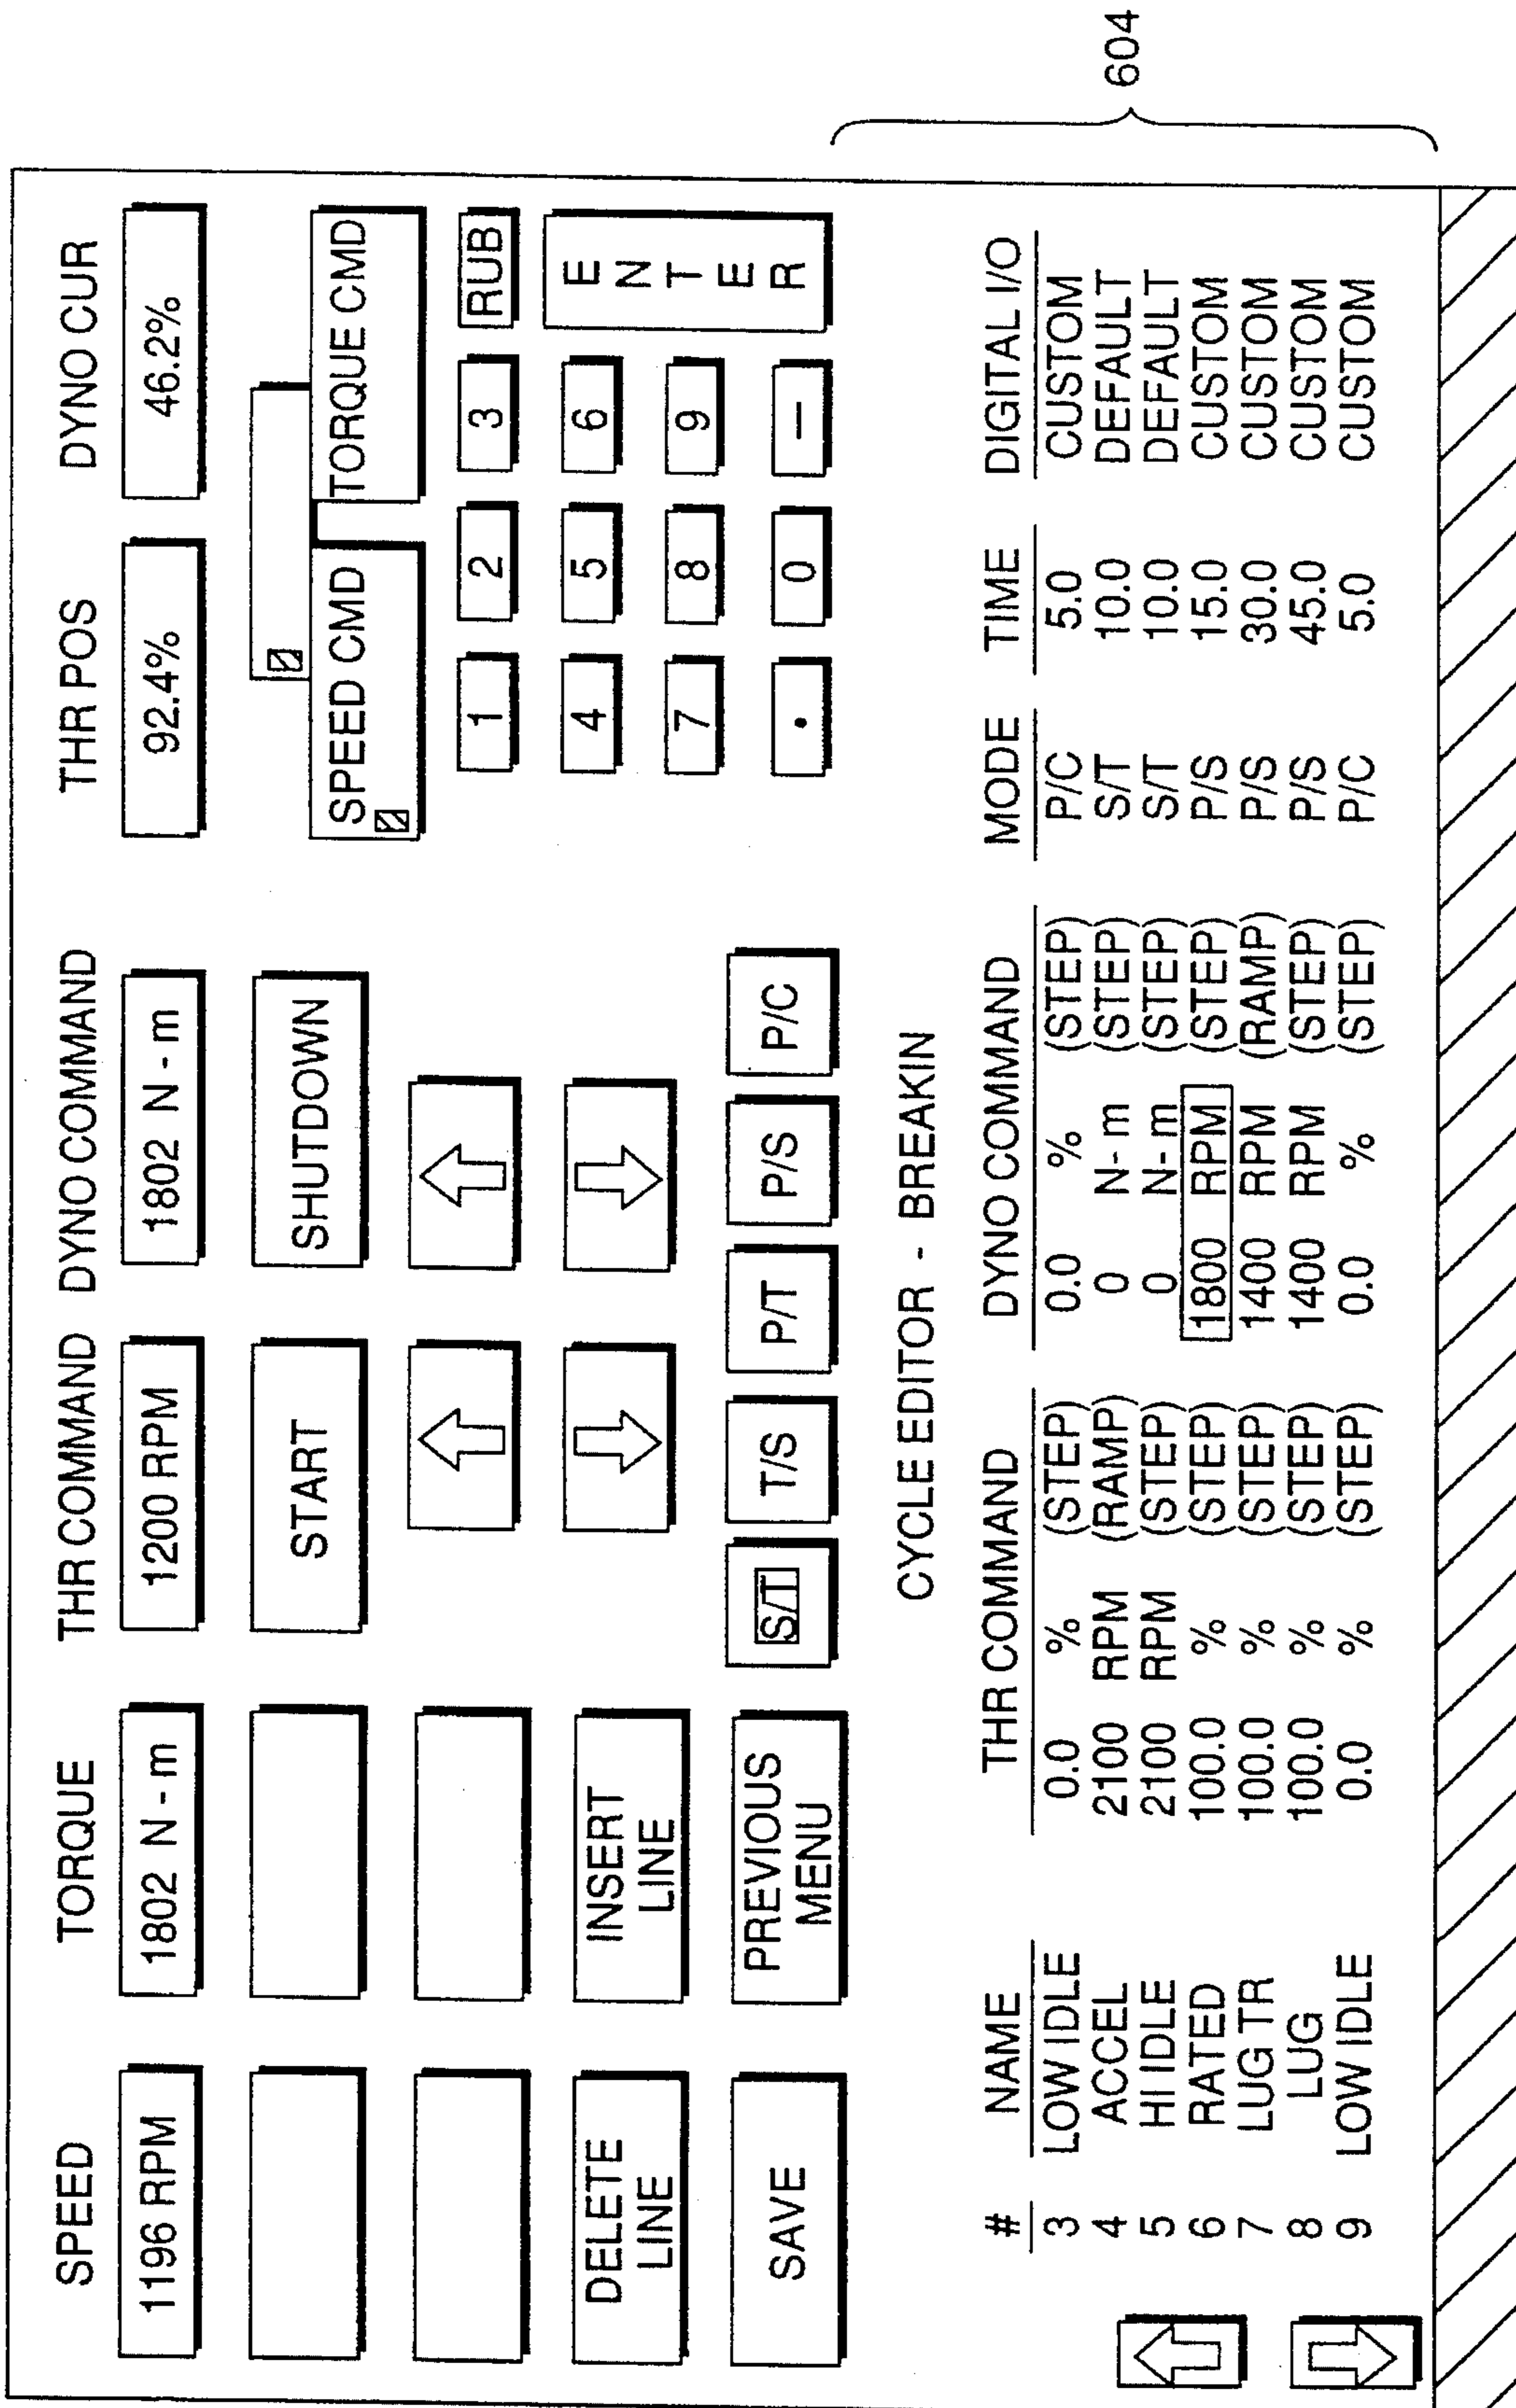 SPEED TORQUE THR COMMAND DYNO COMMAND THR POS DYNO CUR
1196 RPM 1802 N - m 1200 RPM 1802 N - m 92.4% 46.2%
START SHUTDOWN
SPEED CMD TORQUE CMD
1 2 3 RUB
DELETE LINE INSERT LINE
4 5 6 ENTER
7 8 9
SAVE PREVIOUS MENU S/T T/S P/T P/S P/C
. 0 –
CYCLE EDITOR - BREAKIN
# NAME THR COMMAND DYNO COMMAND MODE TIME DIGITAL I/O
3 LOW IDLE 0.0 % (STEP) 0.0 % (STEP) P/C 5.0 CUSTOM
4 ACCEL 2100 RPM (RAMP) 0 N- m (STEP) S/T 10.0 DEFAULT
5 HI IDLE 2100 RPM (STEP) 0 N- m (STEP) S/T 10.0 DEFAULT
6 RATED 100.0 % (STEP) 1800 RPM (STEP) P/S 15.0 CUSTOM
7 LUG TR 100.0 % (STEP) 1400 RPM (RAMP) P/S 30.0 CUSTOM
8 LUG 100.0 % (STEP) 1400 RPM (STEP) P/S 45.0 CUSTOM
9 LOW IDLE 0.0 % (STEP) 0.0 % (STEP) P/C 5.0 CUSTOM
604